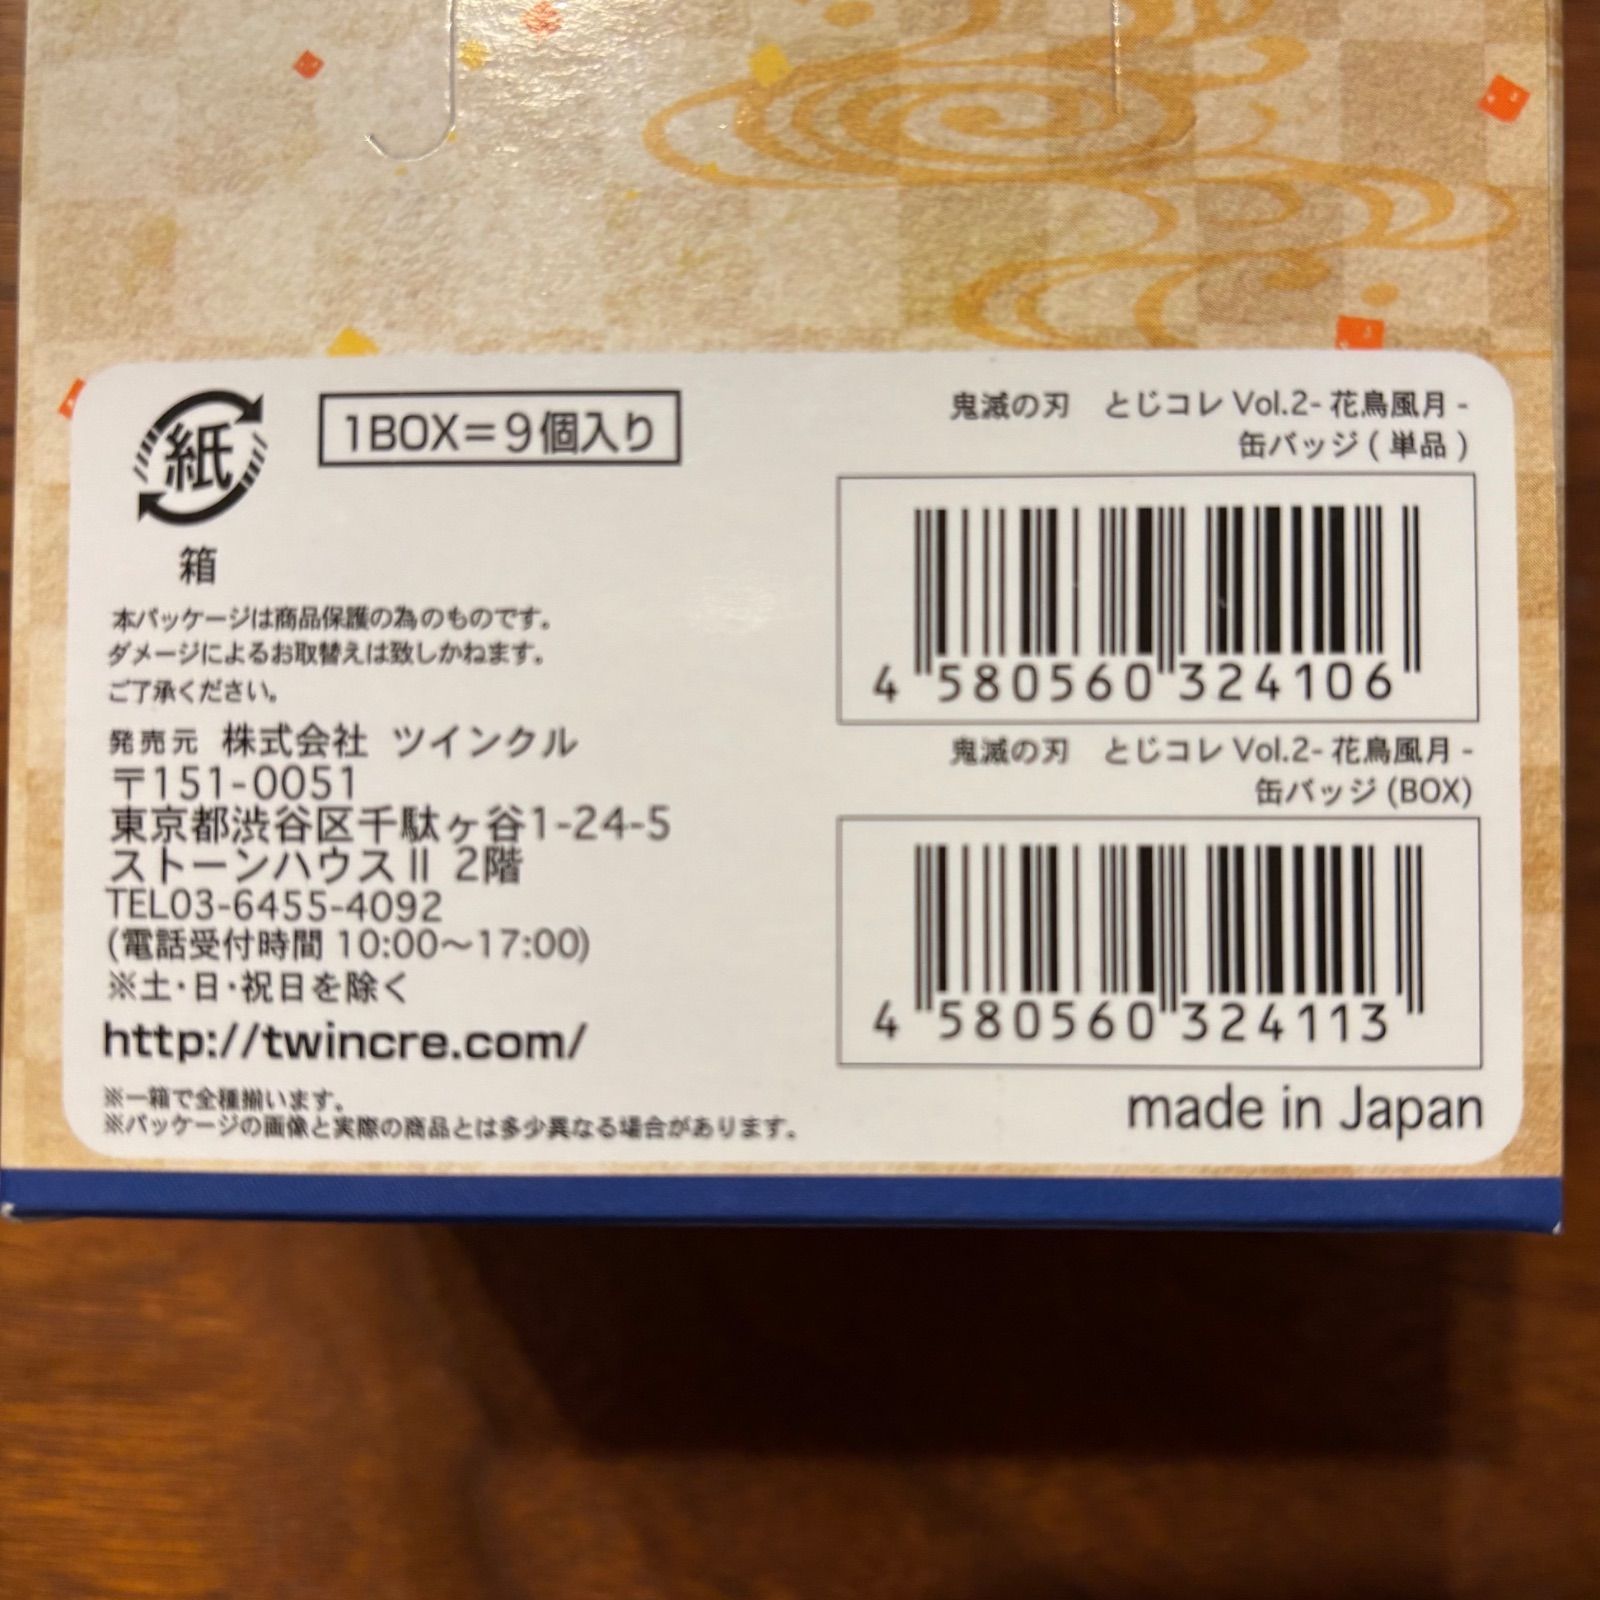 紙
箱
1BOX=9個入り
本パッケージは商品保護の為のものです。
ダメージによるお取替えは致しかねます。
ご了承ください。
発売元 株式会社 ツインクル
〒151-0051
東京都渋谷区千駄ヶ谷1-24-5
ストーンハウスⅡ 2階
TEL03-6455-4092
(電話受付時間 10:00〜17:00)
※土・日・祝日を除く
http://twincre.com/
※一箱で全種揃います。
※パッケージの画像と実際の商品とは多少異なる場合があります。
鬼滅の刃 とじコレ Vol.2- 花鳥風月 -
缶バッジ ( 単品 )
4 580560 324106
鬼滅の刃 とじコレ Vol.2- 花鳥風月 -
缶バッジ (BOX)
4 580560 324113
made in Japan